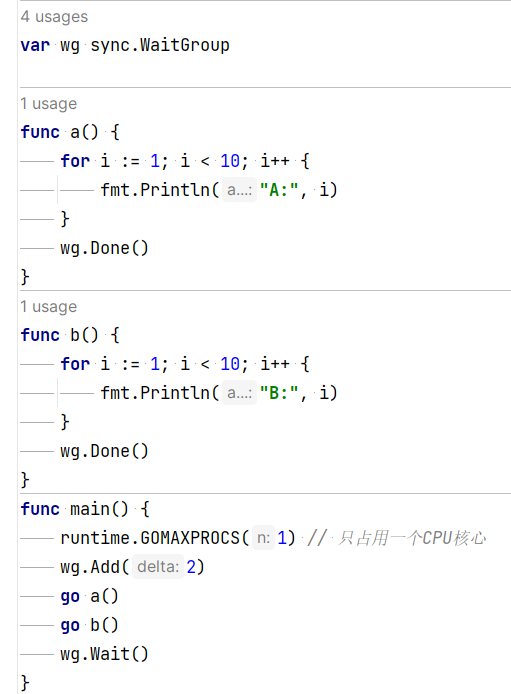 4 usages
var wg sync.WaitGroup
1 usage
func a() {
for i := 1; i < 10; i++ {
fmt.Println( a...: "A:", i)
}
wg.Done()
}
1 usage
func b() {
for i := 1; i < 10; i++ {
fmt.Println( a...: "B:", i)
}
wg.Done()
}
func main() {
runtime.GOMAXPROCS( n: 1) // 只占用一个CPU核心
wg.Add( delta: 2)
go a()
go b()
wg.Wait()
}